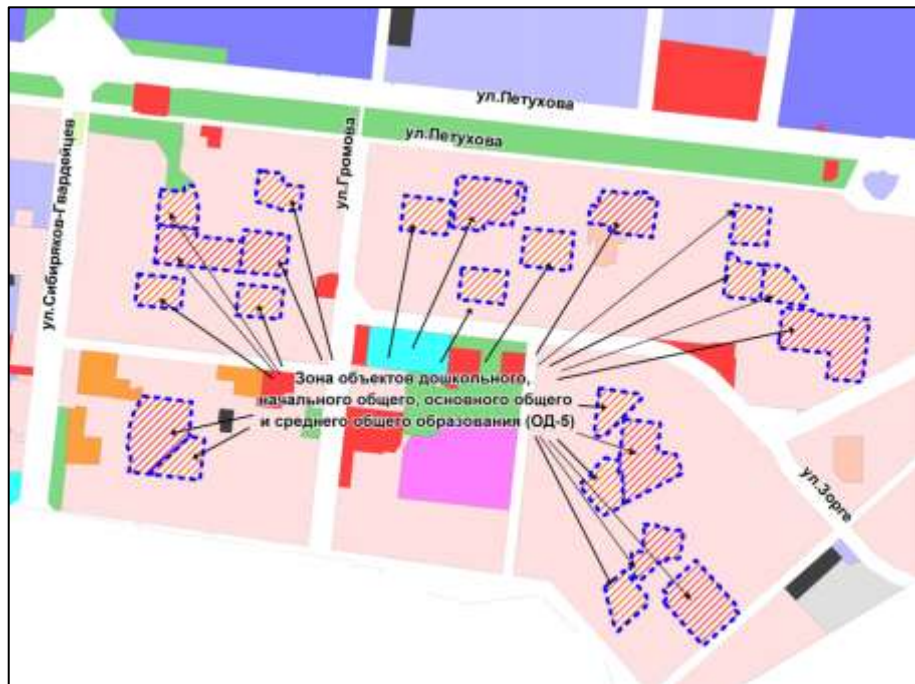 ул.Петухова
ул.Петухова
ул.Сибиряков-Гвардейцев
ул.Громова
Зона объектов дошкольного,
начального общего, основного общего
и среднего общего образования (ОД-5)
ул.Зорге